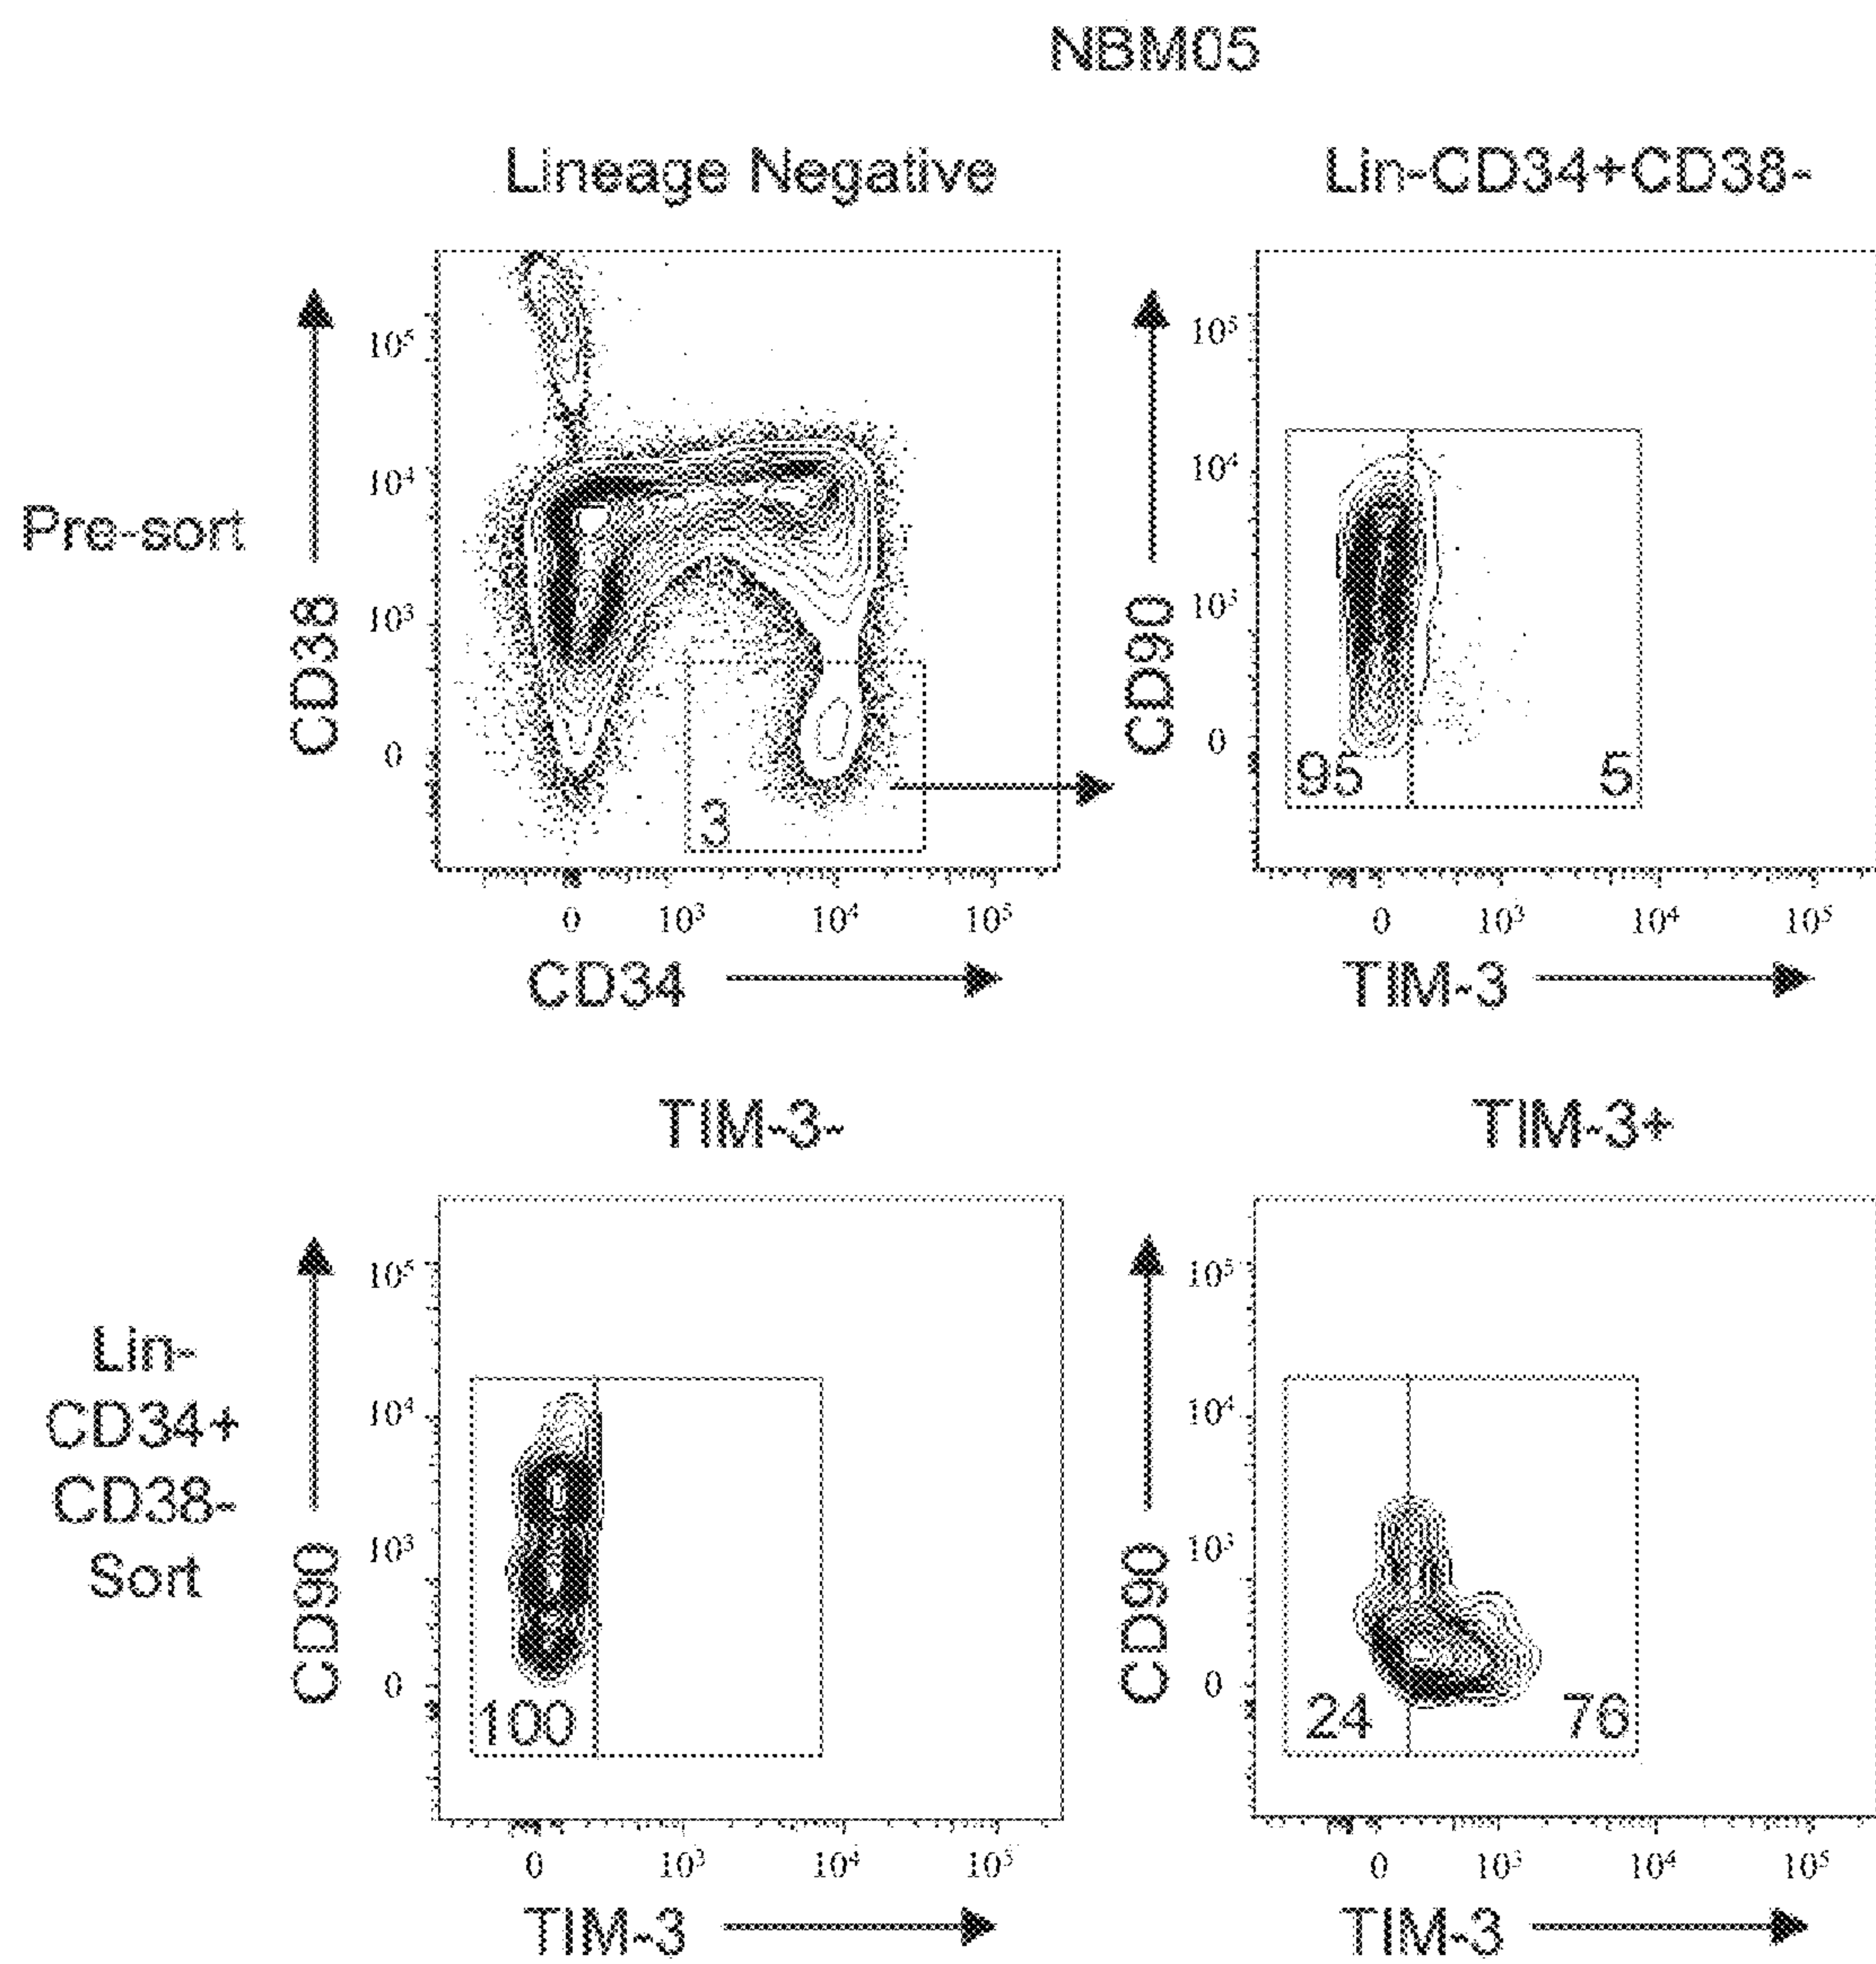 NBM05
Lineage Negative
Lin-CD34+CD38-
Pre-sort
CD38
10⁵
10⁴
10³
0
3
0
10³
10⁴
10⁵
CD34
CD90
10⁵
10⁴
10³
0
95
5
0
10³
10⁴
10⁵
TIM-3
TIM-3-
TIM-3+
Lin-
CD34+
CD38-
Sort
CD90
10⁵
10⁴
10³
0
100
0
10³
10⁴
10⁵
TIM-3
CD90
10⁵
10⁴
10³
0
24
76
0
10³
10⁴
10⁵
TIM-3